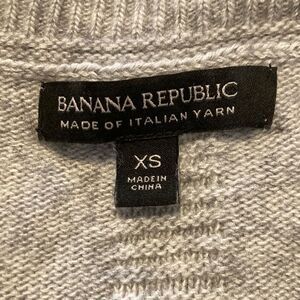 BANANA REPUBLIC
MADE OF ITALIAN YARN
XS
MADE IN
CHINA